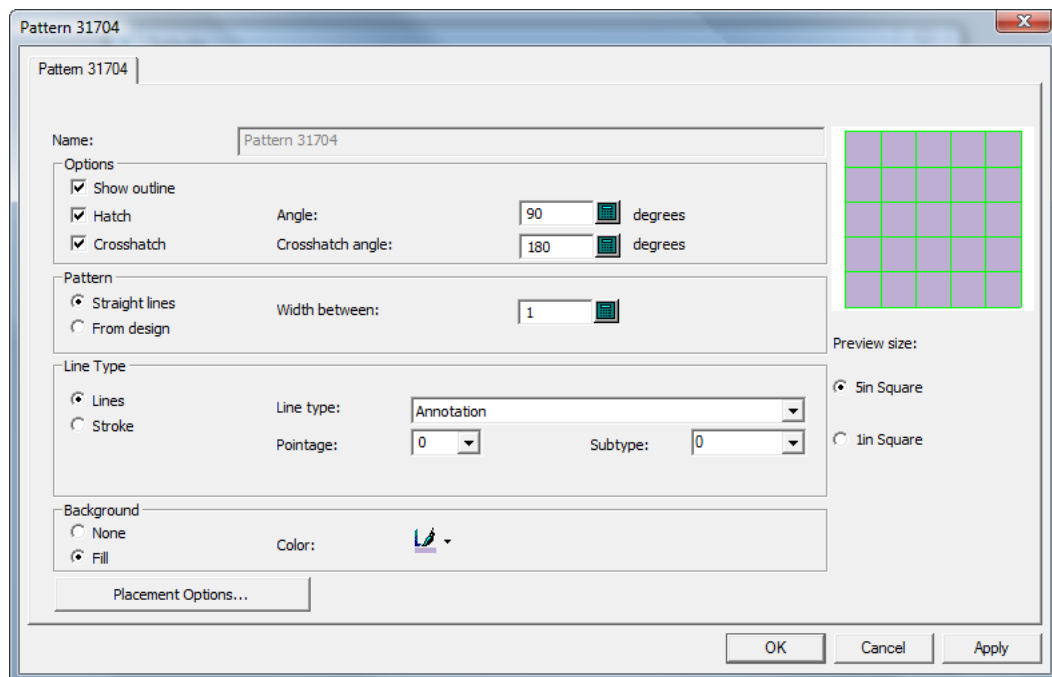 Pattern 31704
Pattern 31704
Name: Pattern 31704
Options
Show outline
Hatch Angle: 90 degrees
Crosshatch Crosshatch angle: 180 degrees
Pattern
Straight lines Width between: 1
From design
Preview size:
Line Type
Lines Line type: Annotation 5in Square
Stroke
Pointage: 0 Subtype: 0 1in Square
Background
None
Fill Color:
Placement Options...
OK Cancel Apply